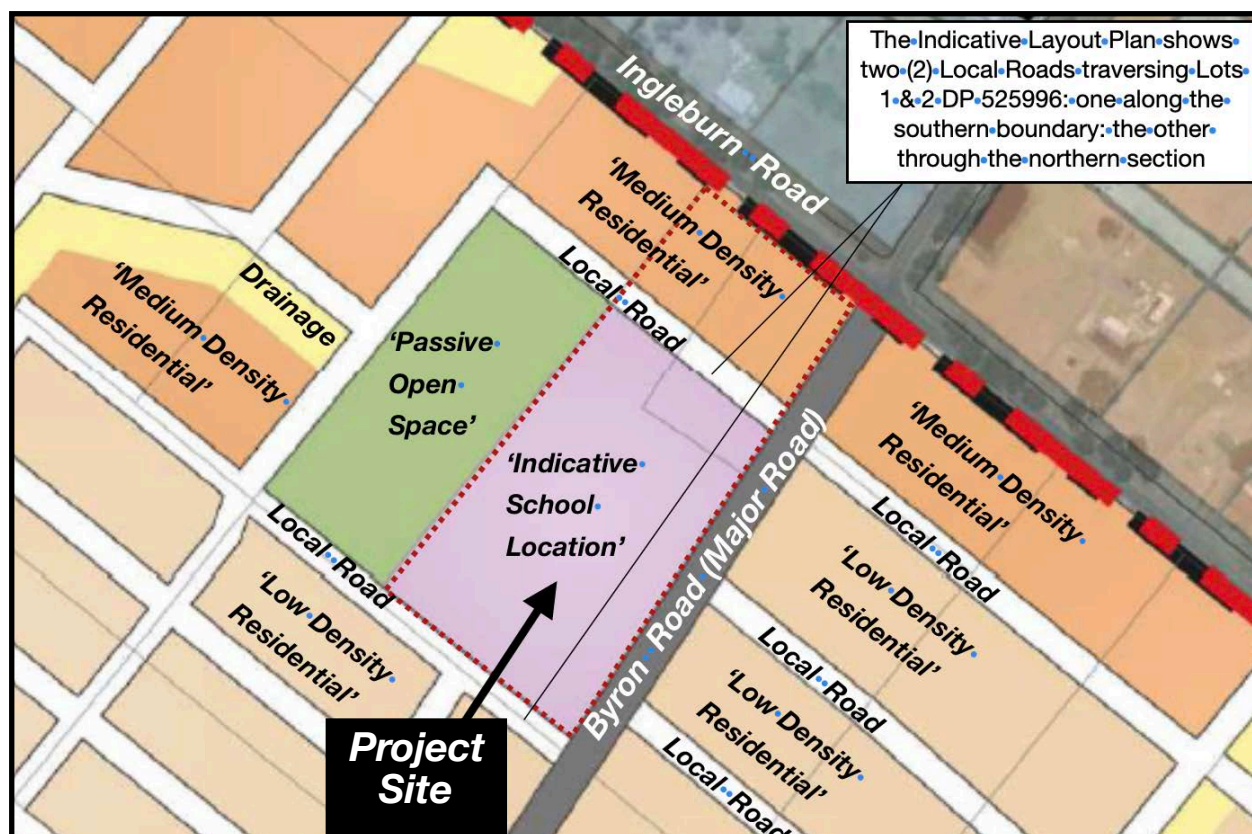 The Indicative Layout Plan shows
two (2) Local Roads traversing Lots
1 & 2 DP 525996: one along the
southern boundary: the other
through the northern section
Ingleburn Road
'Medium Density
Residential'
Local Road
Drainage
'Medium Density
Residential'
'Passive
Open
Space'
'Indicative
School
Location'
Byron Road (Major Road)
'Medium Density
Residential'
Local Road
'Low Density
Residential'
Local Road
'Low Density
Residential'
Local Road
Local Road
'Low Density
Residential'
Project
Site